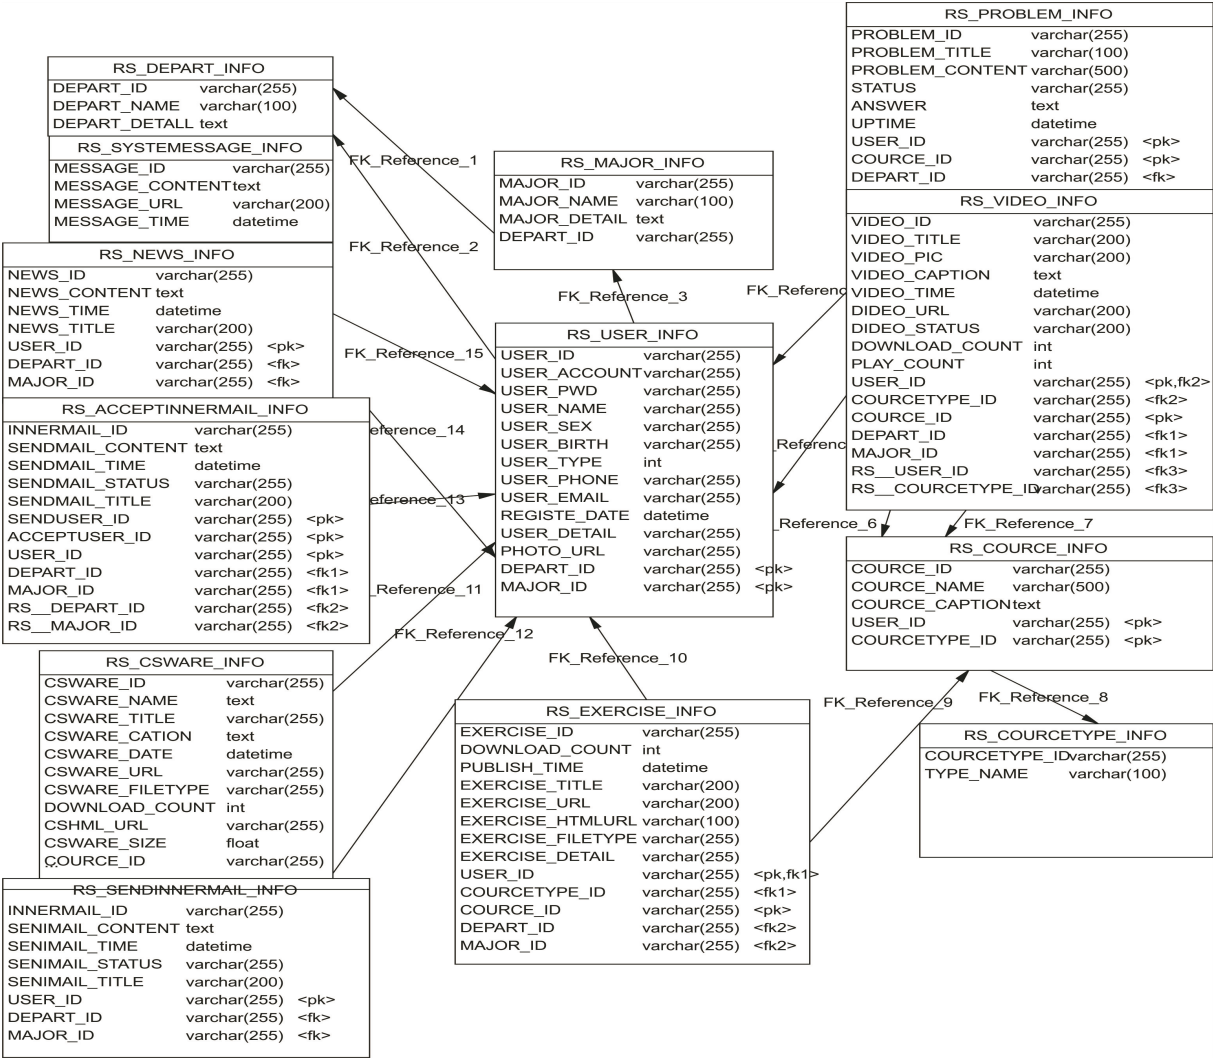 RS_DEPART_INFO
DEPART_ID varchar(255)
DEPART_NAME varchar(100)
DEPART_DETALL text
RS_SYSTEMESSAGE_INFO
MESSAGE_ID varchar(255)
MESSAGE_CONTENT text
MESSAGE_URL varchar(200)
MESSAGE_TIME datetime
RS_NEWS_INFO
NEWS_ID varchar(255)
NEWS_CONTENT text
NEWS_TIME datetime
NEWS_TITLE varchar(200)
USER_ID varchar(255) <pk>
DEPART_ID varchar(255) <fk>
MAJOR_ID varchar(255) <fk>
RS_ACCEPTINNERMAIL_INFO
INNERMAIL_ID varchar(255)
SENDMAIL_CONTENT text
SENDMAIL_TIME datetime
SENDMAIL_STATUS varchar(255)
SENDMAIL_TITLE varchar(200)
SENDUSER_ID varchar(255) <pk>
ACCEPTUSER_ID varchar(255) <pk>
USER_ID varchar(255) <pk>
DEPART_ID varchar(255) <fk1>
MAJOR_ID varchar(255) <fk1>
RS__DEPART_ID varchar(255) <fk2>
RS__MAJOR_ID varchar(255) <fk2>
RS_CSWARE_INFO
CSWARE_ID varchar(255)
CSWARE_NAME text
CSWARE_TITLE varchar(255)
CSWARE_CATION text
CSWARE_DATE datetime
CSWARE_URL varchar(255)
CSWARE_FILETYPE varchar(255)
DOWNLOAD_COUNT int
CSHML_URL varchar(255)
CSWARE_SIZE float
COURCE_ID varchar(255)
...
RS_SENDINNERMAIL_INFO
INNERMAIL_ID varchar(255)
SENIMAIL_CONTENT text
SENIMAIL_TIME datetime
SENIMAIL_STATUS varchar(255)
SENIMAIL_TITLE varchar(200)
USER_ID varchar(255) <pk>
DEPART_ID varchar(255) <fk>
MAJOR_ID varchar(255) <fk>
FK_Reference_1
FK_Reference_2
FK_Reference_3
FK_Reference_15
eference_14
eference_13
_Reference_11
FK_Reference_12
FK_Reference_10
RS_MAJOR_INFO
MAJOR_ID varchar(255)
MAJOR_NAME varchar(100)
MAJOR_DETAIL text
DEPART_ID varchar(255)
RS_USER_INFO
USER_ID varchar(255)
USER_ACCOUNT varchar(255)
USER_PWD varchar(255)
USER_NAME varchar(255)
USER_SEX varchar(255)
USER_BIRTH varchar(255)
USER_TYPE int
USER_PHONE varchar(255)
USER_EMAIL varchar(255)
REGISTE_DATE datetime
USER_DETAIL varchar(255)
PHOTO_URL varchar(255)
DEPART_ID varchar(255) <pk>
MAJOR_ID varchar(255) <pk>
RS_EXERCISE_INFO
EXERCISE_ID varchar(255)
DOWNLOAD_COUNT int
PUBLISH_TIME datetime
EXERCISE_TITLE varchar(200)
EXERCISE_URL varchar(200)
EXERCISE_HTMLURL varchar(100)
EXERCISE_FILETYPE varchar(255)
EXERCISE_DETAIL varchar(255)
USER_ID varchar(255) <pk,fk1>
COURCETYPE_ID varchar(255) <fk1>
COURCE_ID varchar(255) <pk>
DEPART_ID varchar(255) <fk2>
MAJOR_ID varchar(255) <fk2>
FK_Referenc
_Referenc
_Reference_6
FK_Reference_7
FK_Reference_9
FK_Reference_8
RS_PROBLEM_INFO
PROBLEM_ID varchar(255)
PROBLEM_TITLE varchar(100)
PROBLEM_CONTENT varchar(500)
STATUS varchar(255)
ANSWER text
UPTIME datetime
USER_ID varchar(255) <pk>
COURCE_ID varchar(255) <pk>
DEPART_ID varchar(255) <fk>
RS_VIDEO_INFO
VIDEO_ID varchar(255)
VIDEO_TITLE varchar(200)
VIDEO_PIC varchar(200)
VIDEO_CAPTION text
VIDEO_TIME datetime
DIDEO_URL varchar(200)
DIDEO_STATUS varchar(200)
DOWNLOAD_COUNT int
PLAY_COUNT int
USER_ID varchar(255) <pk,fk2>
COURCETYPE_ID varchar(255) <fk2>
COURCE_ID varchar(255) <pk>
DEPART_ID varchar(255) <fk1>
MAJOR_ID varchar(255) <fk1>
RS__USER_ID varchar(255) <fk3>
RS__COURCETYPE_ID varchar(255) <fk3>
RS_COURCE_INFO
COURCE_ID varchar(255)
COURCE_NAME varchar(500)
COURCE_CAPTION text
USER_ID varchar(255) <pk>
COURCETYPE_ID varchar(255) <pk>
RS_COURCETYPE_INFO
COURCETYPE_ID varchar(255)
TYPE_NAME varchar(100)